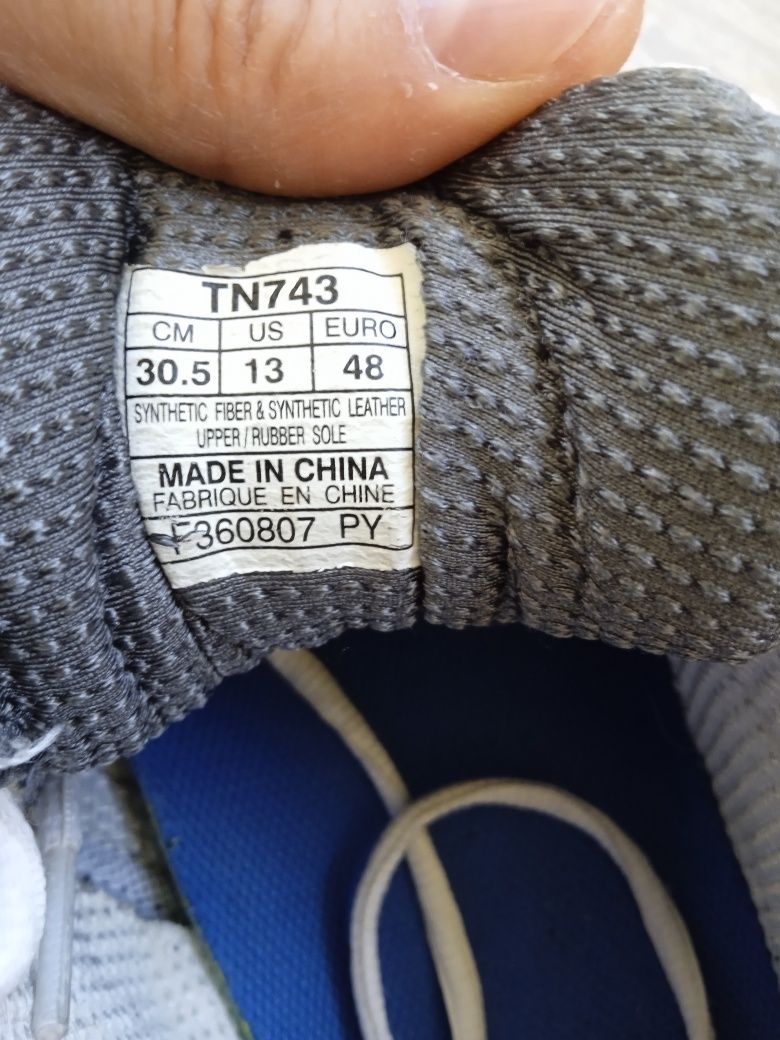 TN743
CM US EURO
30.5 13 48
SYNTHETIC FIBER & SYNTHETIC LEATHER
UPPER / RUBBER SOLE
MADE IN CHINA
FABRIQUE EN CHINE
F360807 PY